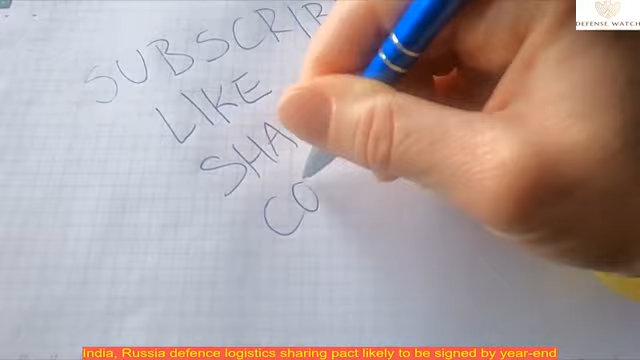 DEFENSE WATCH
SUBSCRIB
LIKE
SHA
CO
India, Russia defence logistics sharing pact likely to be signed by year-end